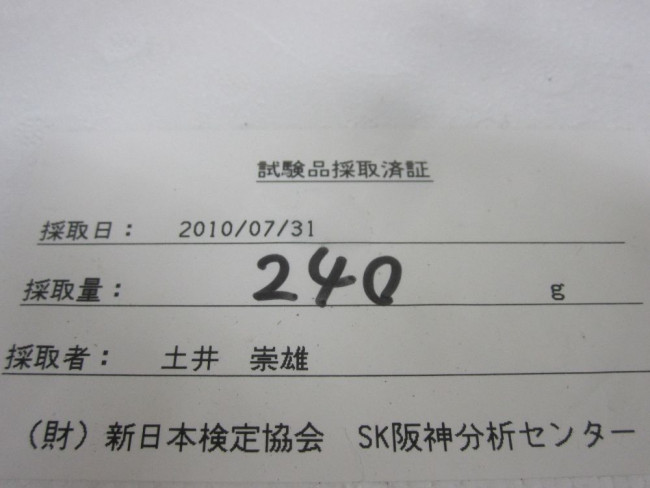 試験品採取済証
採取日： 2010/07/31
採取量： 240 g
採取者： 土井 崇雄
（財）新日本検定協会 SK阪神分析センター